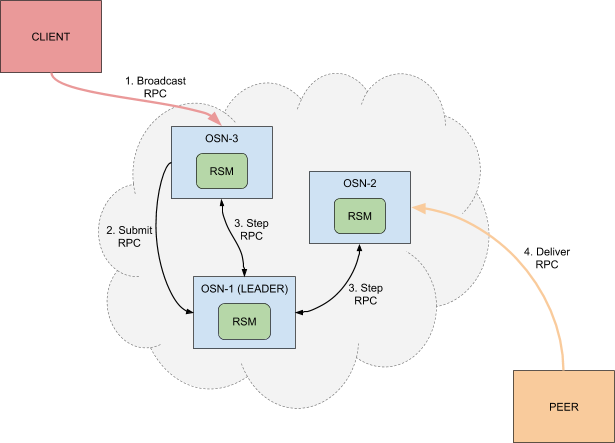 CLIENT
1. Broadcast
RPC
OSN-3
RSM
OSN-2
RSM
2. Submit
RPC
3. Step
RPC
4. Deliver
RPC
OSN-1 (LEADER)
RSM
3. Step
RPC
PEER